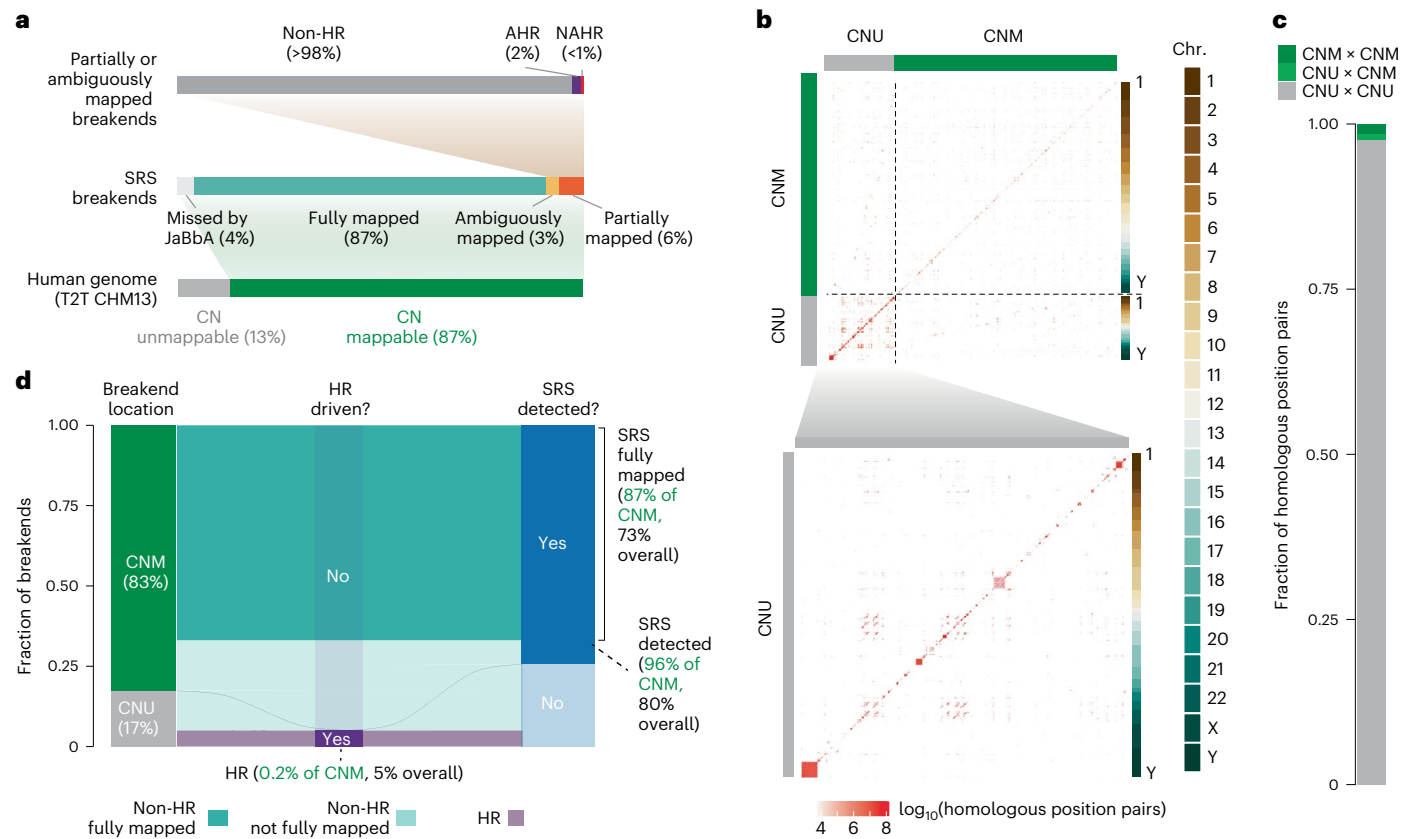 a
Non-HR
(>98%)
AHR
(2%)
NAHR
(<1%)
Partially or
ambiguously
mapped
breakends
SRS
breakends
Missed by
JaBbA (4%)
Fully mapped
(87%)
Ambiguously
mapped (3%)
Partially
mapped (6%)
Human genome
(T2T CHM13)
CN
unmappable (13%)
CN
mappable (87%)
b
CNU
CNM
Chr.
CNM
CNU
1
Y
1
Y
CNU
1
Y
1
2
3
4
5
6
7
8
9
10
11
12
13
14
15
16
17
18
19
20
21
22
X
Y
4
6
8
log10(homologous position pairs)
c
CNM × CNM
CNU × CNM
CNU × CNU
Fraction of homologous position pairs
1.00
0.75
0.50
0.25
0
d
Breakend
location
HR
driven?
SRS
detected?
Fraction of breakends
1.00
0.75
0.50
0.25
0
CNM
(83%)
CNU
(17%)
No
Yes
Yes
No
SRS
fully
mapped
(87% of
CNM,
73%
overall)
SRS
detected
(96% of
CNM,
80%
overall)
HR (0.2% of CNM, 5% overall)
Non-HR
fully mapped
Non-HR
not fully mapped
HR